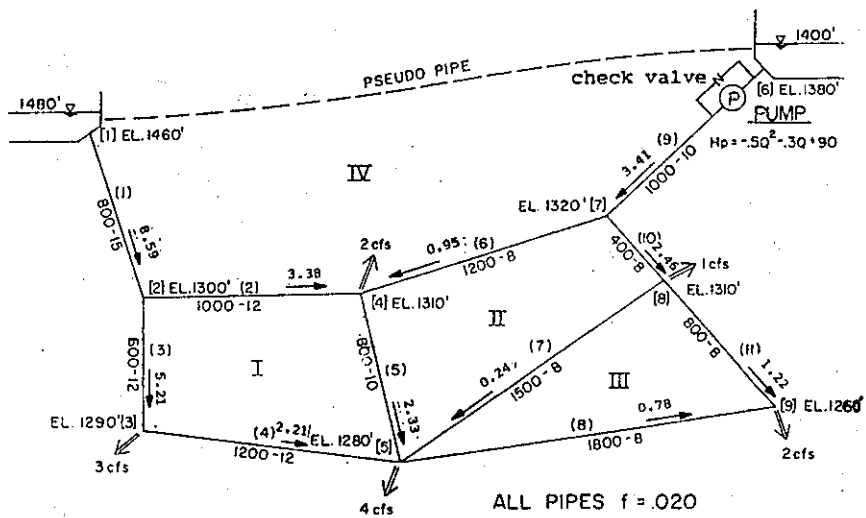 1400'
PSEUDO PIPE
check valve
[6] EL.1380'
P
PUMP
Hp=-.5Q²-.3Q+90
1480'
[1] EL.1460'
(9)
3.41
1000-10
IV
(1)
800-15
8.59
EL.1320' [7]
2 cfs
0.95
(6)
1200-8
(10)
2.46
400-8
1 cfs
[2] EL.1300'
(2)
3.38
1000-12
[4] EL.1310'
EL.1310'
[8]
II
(3)
600-12
5.21
I
(5)
800-10
2.33
(7)
0.24
1500-8
III
(11)
800-8
1.22
EL.1290' [3]
(4)
2.21
1200-12
EL.1280' [5]
(8)
0.78
1800-8
[9] EL.1260'
3 cfs
4 cfs
2 cfs
ALL PIPES f = .020